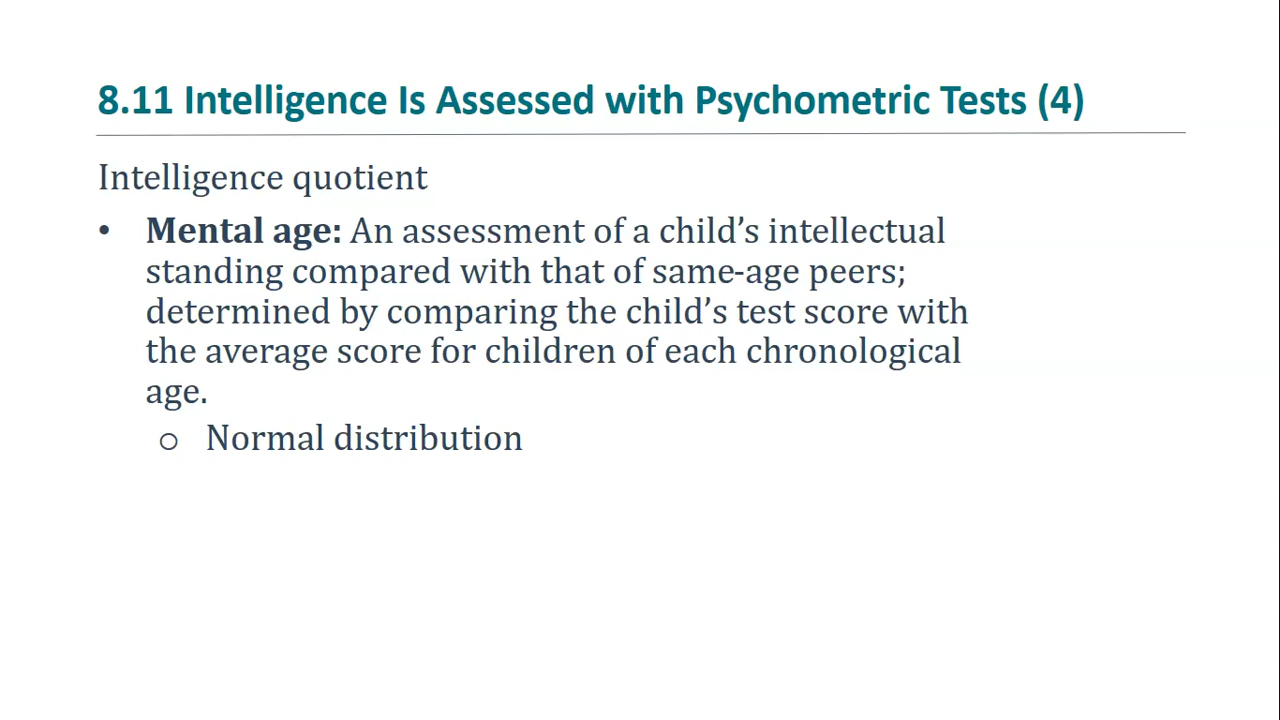 8.11 Intelligence Is Assessed with Psychometric Tests (4)
Intelligence quotient
• Mental age: An assessment of a child’s intellectual
standing compared with that of same-age peers;
determined by comparing the child’s test score with
the average score for children of each chronological
age.
o Normal distribution